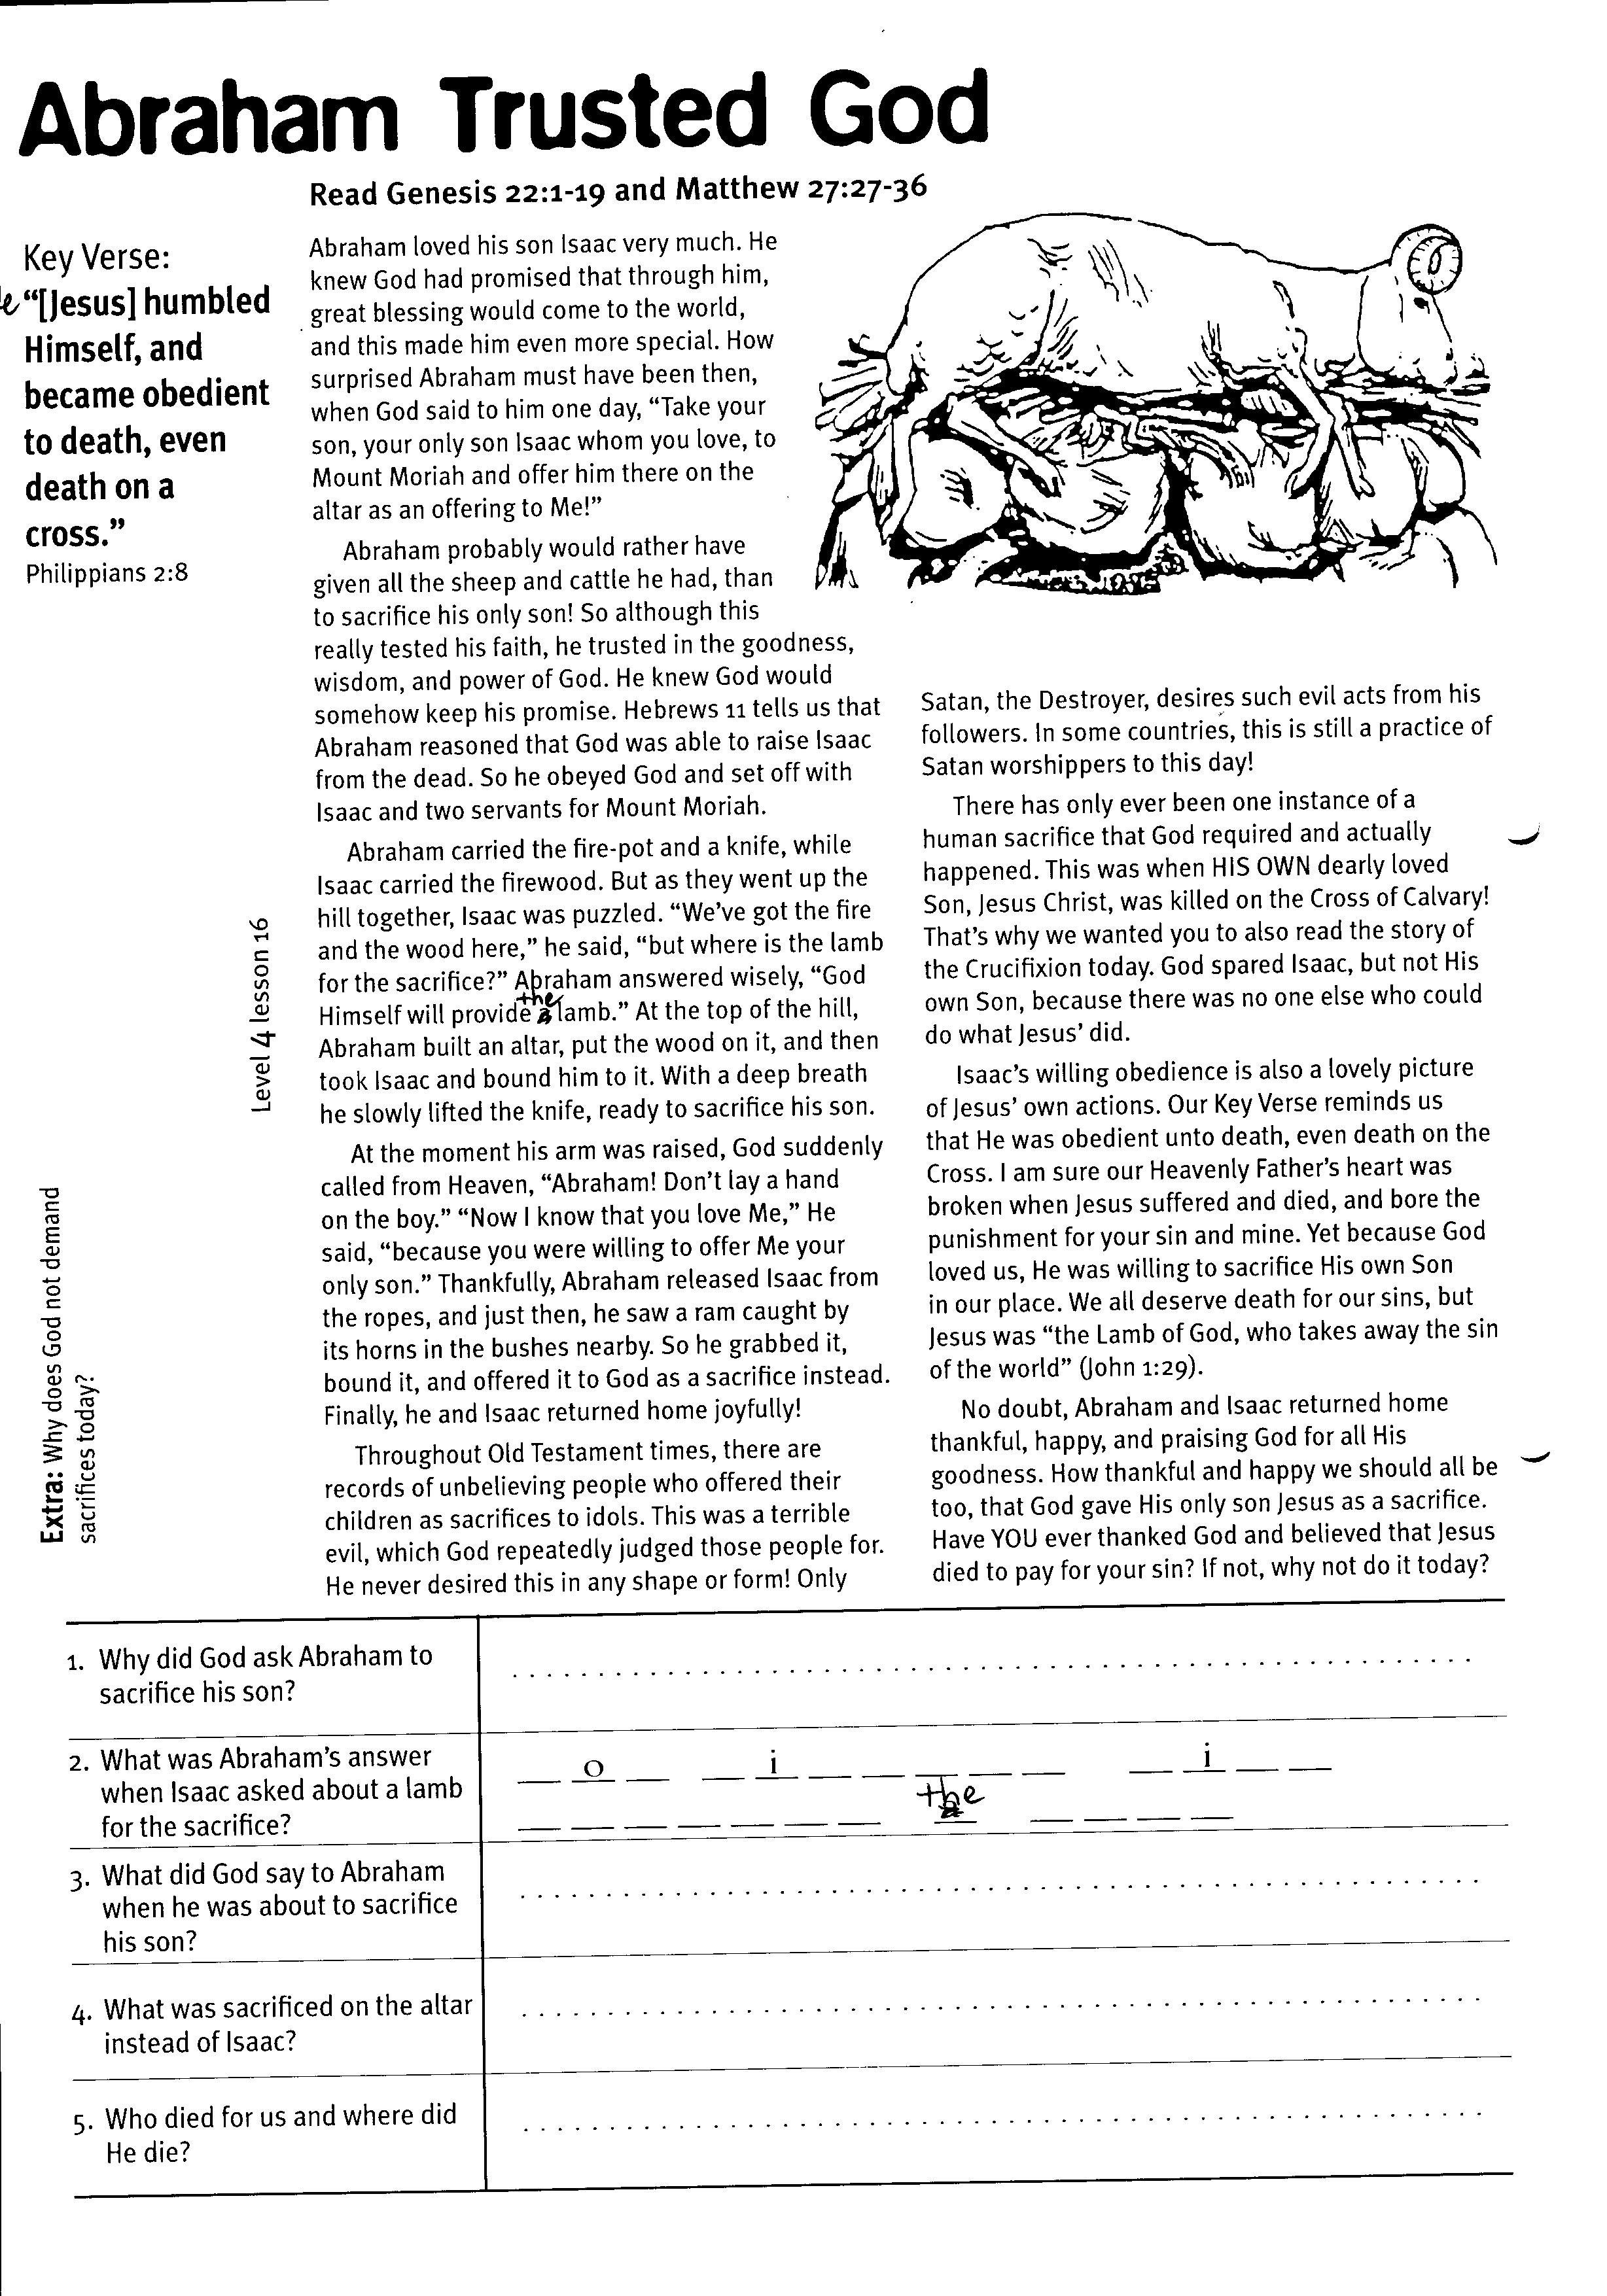 Abraham Trusted God
Read Genesis 22:1-19 and Matthew 27:27-36
Key Verse:
“[Jesus] humbled
Himself, and
became obedient
to death, even
death on a
cross.”
Philippians 2:8
Abraham loved his son Isaac very much. He
knew God had promised that through him,
great blessing would come to the world,
and this made him even more special. How
surprised Abraham must have been then,
when God said to him one day, “Take your
son, your only son Isaac whom you love, to
Mount Moriah and offer him there on the
altar as an offering to Me!”
Abraham probably would rather have
given all the sheep and cattle he had, than
to sacrifice his only son! So although this
really tested his faith, he trusted in the goodness,
wisdom, and power of God. He knew God would
somehow keep his promise. Hebrews 11 tells us that
Abraham reasoned that God was able to raise Isaac
from the dead. So he obeyed God and set off with
Isaac and two servants for Mount Moriah.
Abraham carried the fire-pot and a knife, while
Isaac carried the firewood. But as they went up the
hill together, Isaac was puzzled. “We’ve got the fire
and the wood here,” he said, “but where is the lamb
for the sacrifice?” Abraham answered wisely, “God
Himself will provide the lamb.” At the top of the hill,
Abraham built an altar, put the wood on it, and then
took Isaac and bound him to it. With a deep breath
he slowly lifted the knife, ready to sacrifice his son.
At the moment his arm was raised, God suddenly
called from Heaven, “Abraham! Don’t lay a hand
on the boy.” “Now I know that you love Me,” He
said, “because you were willing to offer Me your
only son.” Thankfully, Abraham released Isaac from
the ropes, and just then, he saw a ram caught by
its horns in the bushes nearby. So he grabbed it,
bound it, and offered it to God as a sacrifice instead.
Finally, he and Isaac returned home joyfully!
Throughout Old Testament times, there are
records of unbelieving people who offered their
children as sacrifices to idols. This was a terrible
evil, which God repeatedly judged those people for.
He never desired this in any shape or form! Only
Satan, the Destroyer, desires such evil acts from his
followers. In some countries, this is still a practice of
Satan worshippers to this day!
There has only ever been one instance of a
human sacrifice that God required and actually
happened. This was when HIS OWN dearly loved
Son, Jesus Christ, was killed on the Cross of Calvary!
That’s why we wanted you to also read the story of
the Crucifixion today. God spared Isaac, but not His
own Son, because there was no one else who could
do what Jesus’ did.
Isaac’s willing obedience is also a lovely picture
of Jesus’ own actions. Our Key Verse reminds us
that He was obedient unto death, even death on the
Cross. I am sure our Heavenly Father’s heart was
broken when Jesus suffered and died, and bore the
punishment for your sin and mine. Yet because God
loved us, He was willing to sacrifice His own Son
in our place. We all deserve death for our sins, but
Jesus was “the Lamb of God, who takes away the sin
of the world” (John 1:29).
No doubt, Abraham and Isaac returned home
thankful, happy, and praising God for all His
goodness. How thankful and happy we should all be
too, that God gave His only son Jesus as a sacrifice.
Have YOU ever thanked God and believed that Jesus
died to pay for your sin? If not, why not do it today?
Level 4 lesson 16
Extra: Why does God not demand
sacrifices today?
1. Why did God ask Abraham to
sacrifice his son?
2. What was Abraham’s answer
when Isaac asked about a lamb
for the sacrifice?
_ o _ _ i _ _ _ _ _ _ i _ _
_ _ _ _ _ _ _ the _ _ _ _
3. What did God say to Abraham
when he was about to sacrifice
his son?
4. What was sacrificed on the altar
instead of Isaac?
5. Who died for us and where did
He die?